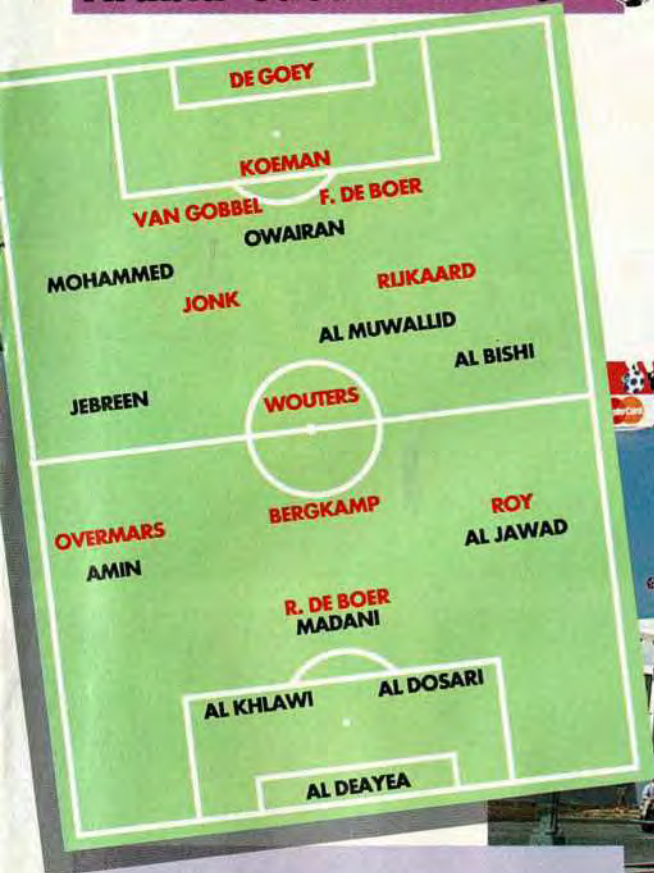 DE GOEY
KOEMAN
VAN GOBBEL F. DE BOER
OWAIRAN
MOHAMMED
JONK RIJKAARD
AL MUWALLID
JEBREEN WOUTERS AL BISHI
OVERMARS BERGKAMP ROY
AMIN AL JAWAD
R. DE BOER
MADANI
AL KHLAWI AL DOSARI
AL DEAYEA